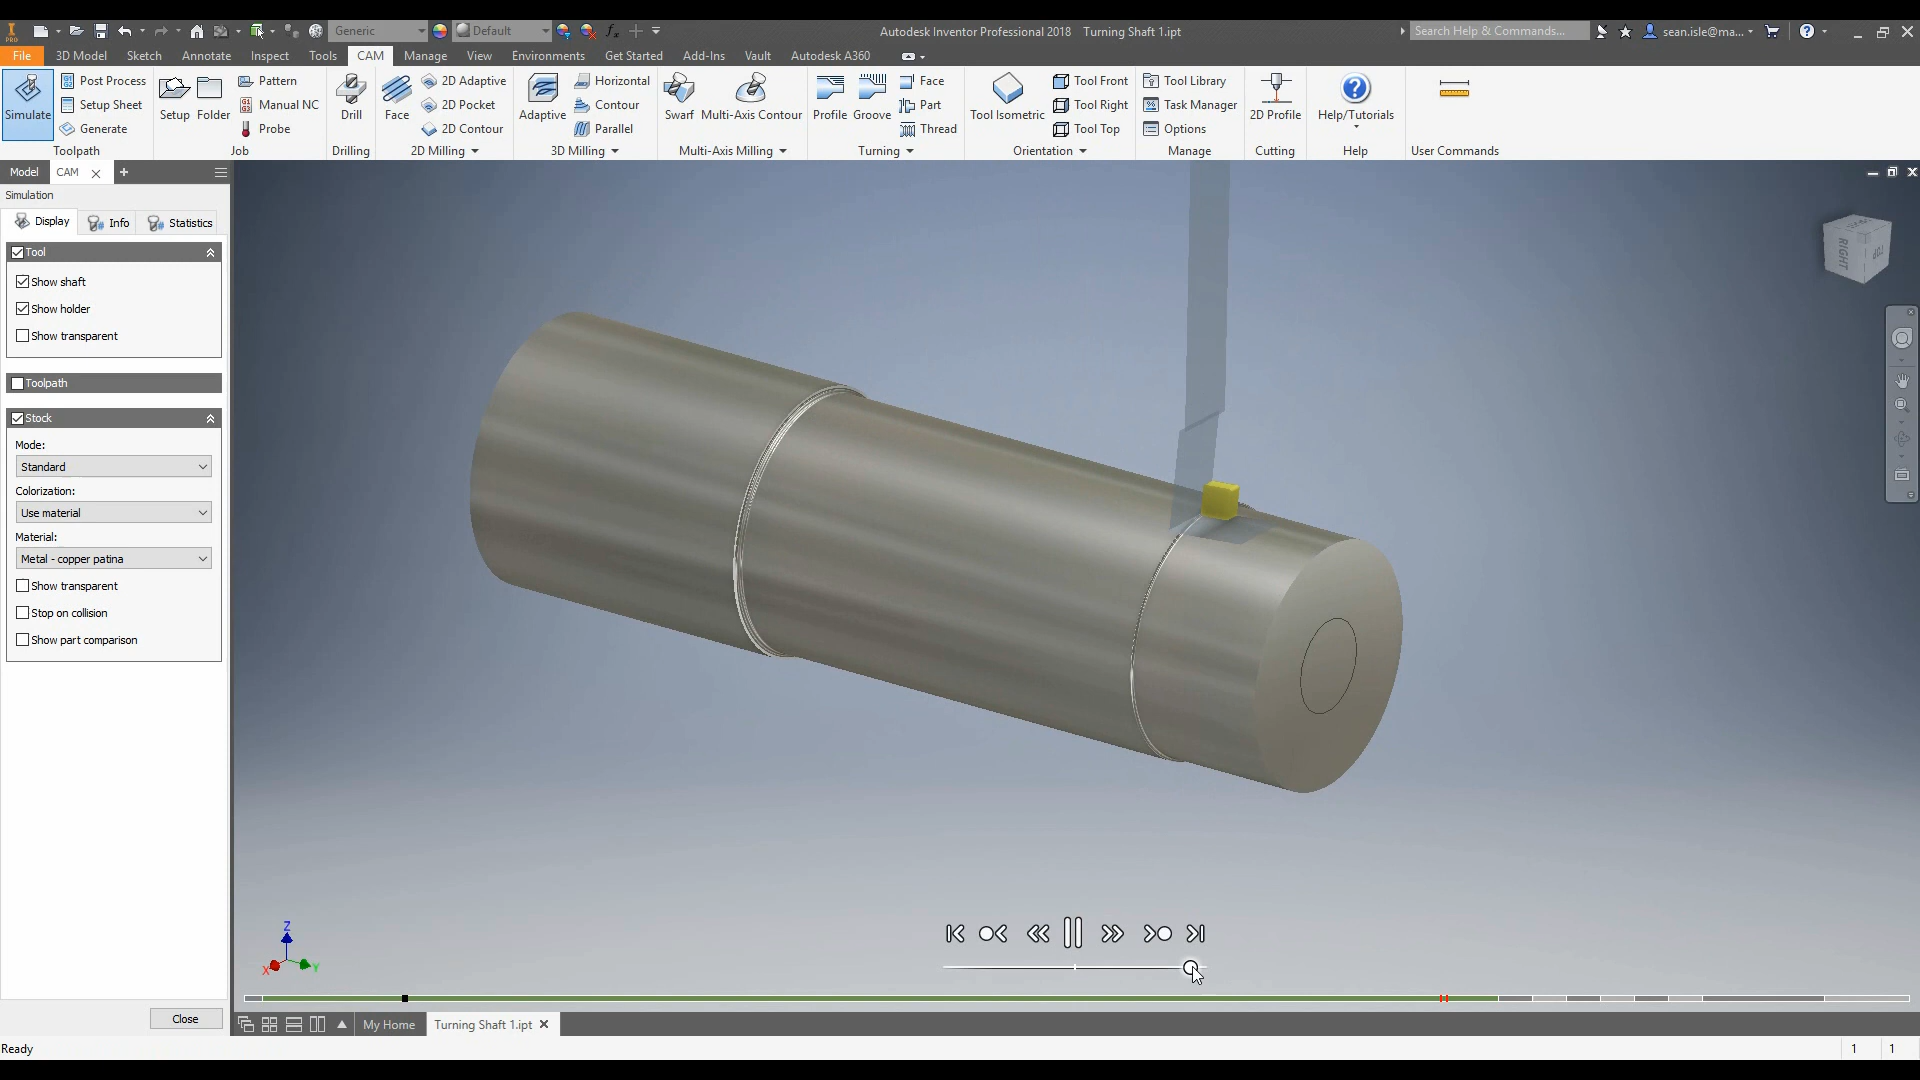 Generic
Default
Autodesk Inventor Professional 2018 Turning Shaft 1.ipt
Search Help & Commands...
sean.isle@ma...
PRO
File 3D Model Sketch Annotate Inspect Tools CAM Manage View Environments Get Started Add-Ins Vault Autodesk A360
Simulate
Post Process
Setup Sheet
Generate
Toolpath
Setup
Folder
Pattern
Manual NC
Probe
Job
Drill
Drilling
Face
2D Adaptive
2D Pocket
2D Contour
2D Milling
Adaptive
Horizontal
Contour
Parallel
3D Milling
Swarf
Multi-Axis Contour
Multi-Axis Milling
Profile
Groove
Face
Part
Thread
Turning
Tool Isometric
Tool Front
Tool Right
Tool Top
Orientation
Tool Library
Task Manager
Options
Manage
2D Profile
Cutting
Help/Tutorials
Help
User Commands
Model CAM
Simulation
Display Info Statistics
Tool
Show shaft
Show holder
Show transparent
Toolpath
Stock
Mode:
Standard
Colorization:
Use material
Material:
Metal - copper patina
Show transparent
Stop on collision
Show part comparison
RIGHT
TOP
Z
X
Y
Close
My Home
Turning Shaft 1.ipt
Ready
1 1